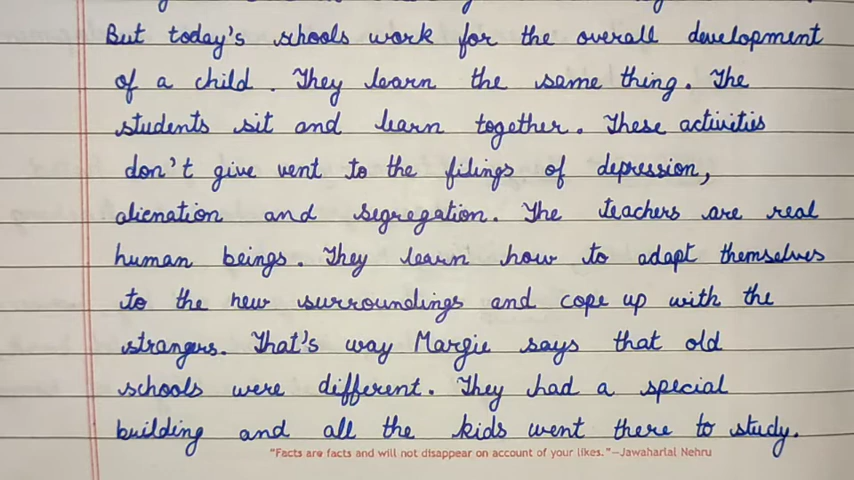 But today's schools work for the overall development
of a child. They learn the same thing. The
students sit and learn together. These activities
don't give vent to the filings of depression,
alienation and segregation. The teachers are real
human beings. They learn how to adapt themselves
to the new surroundings and cope up with the
strangers. That's way Margie says that old
schools were different. They had a special
building and all the kids went there to study.
"Facts are facts and will not disappear on account of your likes."—Jawaharlal Nehru